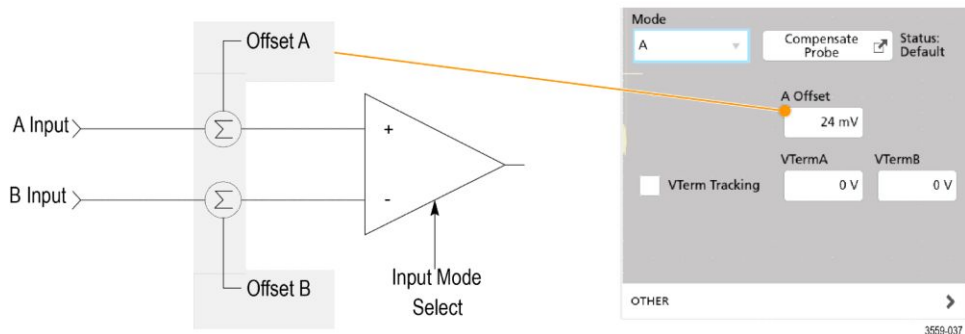 Offset A
A Input
Σ
+
B Input
Σ
-
Offset B
Input Mode
Select
Mode
A
Compensate
Probe
Status:
Default
A Offset
24 mV
VTermA
VTermB
VTerm Tracking
0 V
0 V
OTHER
3559-037